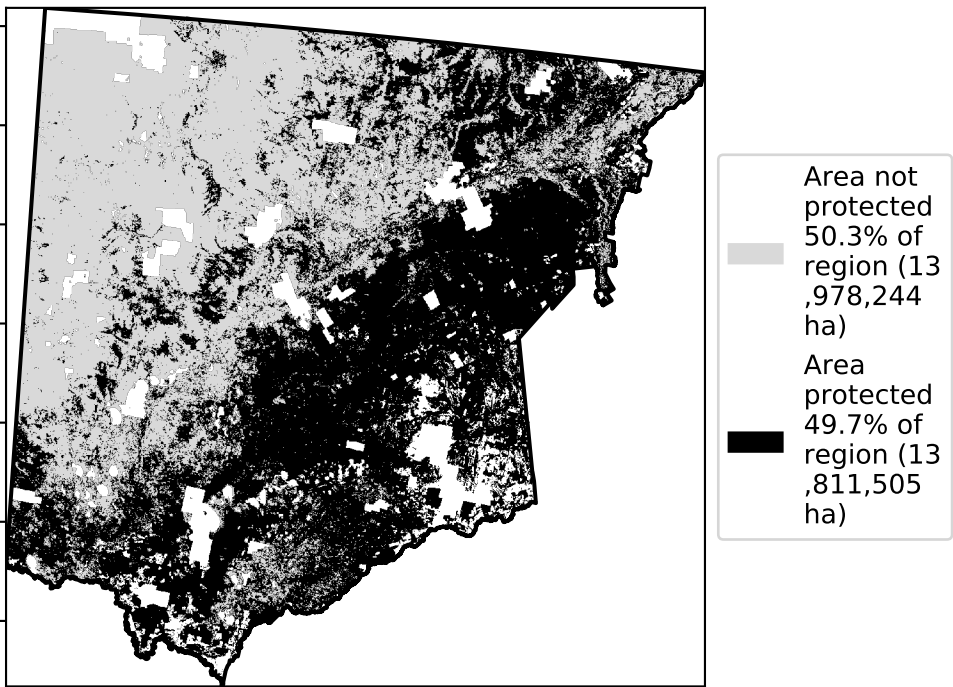 Area not
protected
50.3% of
region (13
,978,244
ha)
Area
protected
49.7% of
region (13
,811,505
ha)